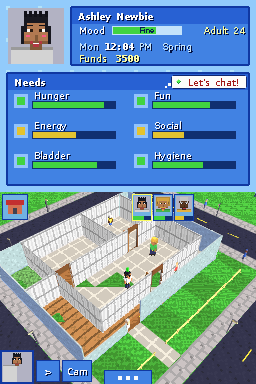 Ashley Newbie
Mood Fine Adult 24
Mon 12:04 PM Spring
Funds 3500
Needs
Let's chat!
Hunger Fun
Energy Social
Bladder Hygiene
Cam